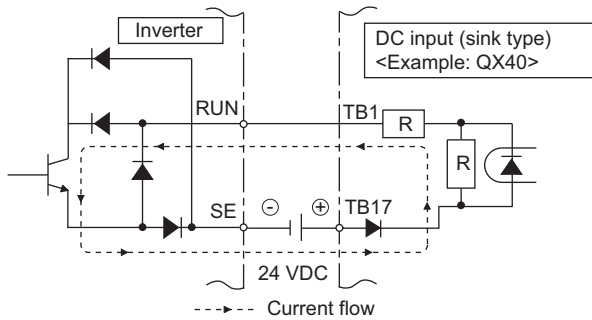 Inverter
DC input (sink type)
<Example: QX40>
RUN
TB1
R
R
SE
⊖
⊕
TB17
24 VDC
Current flow